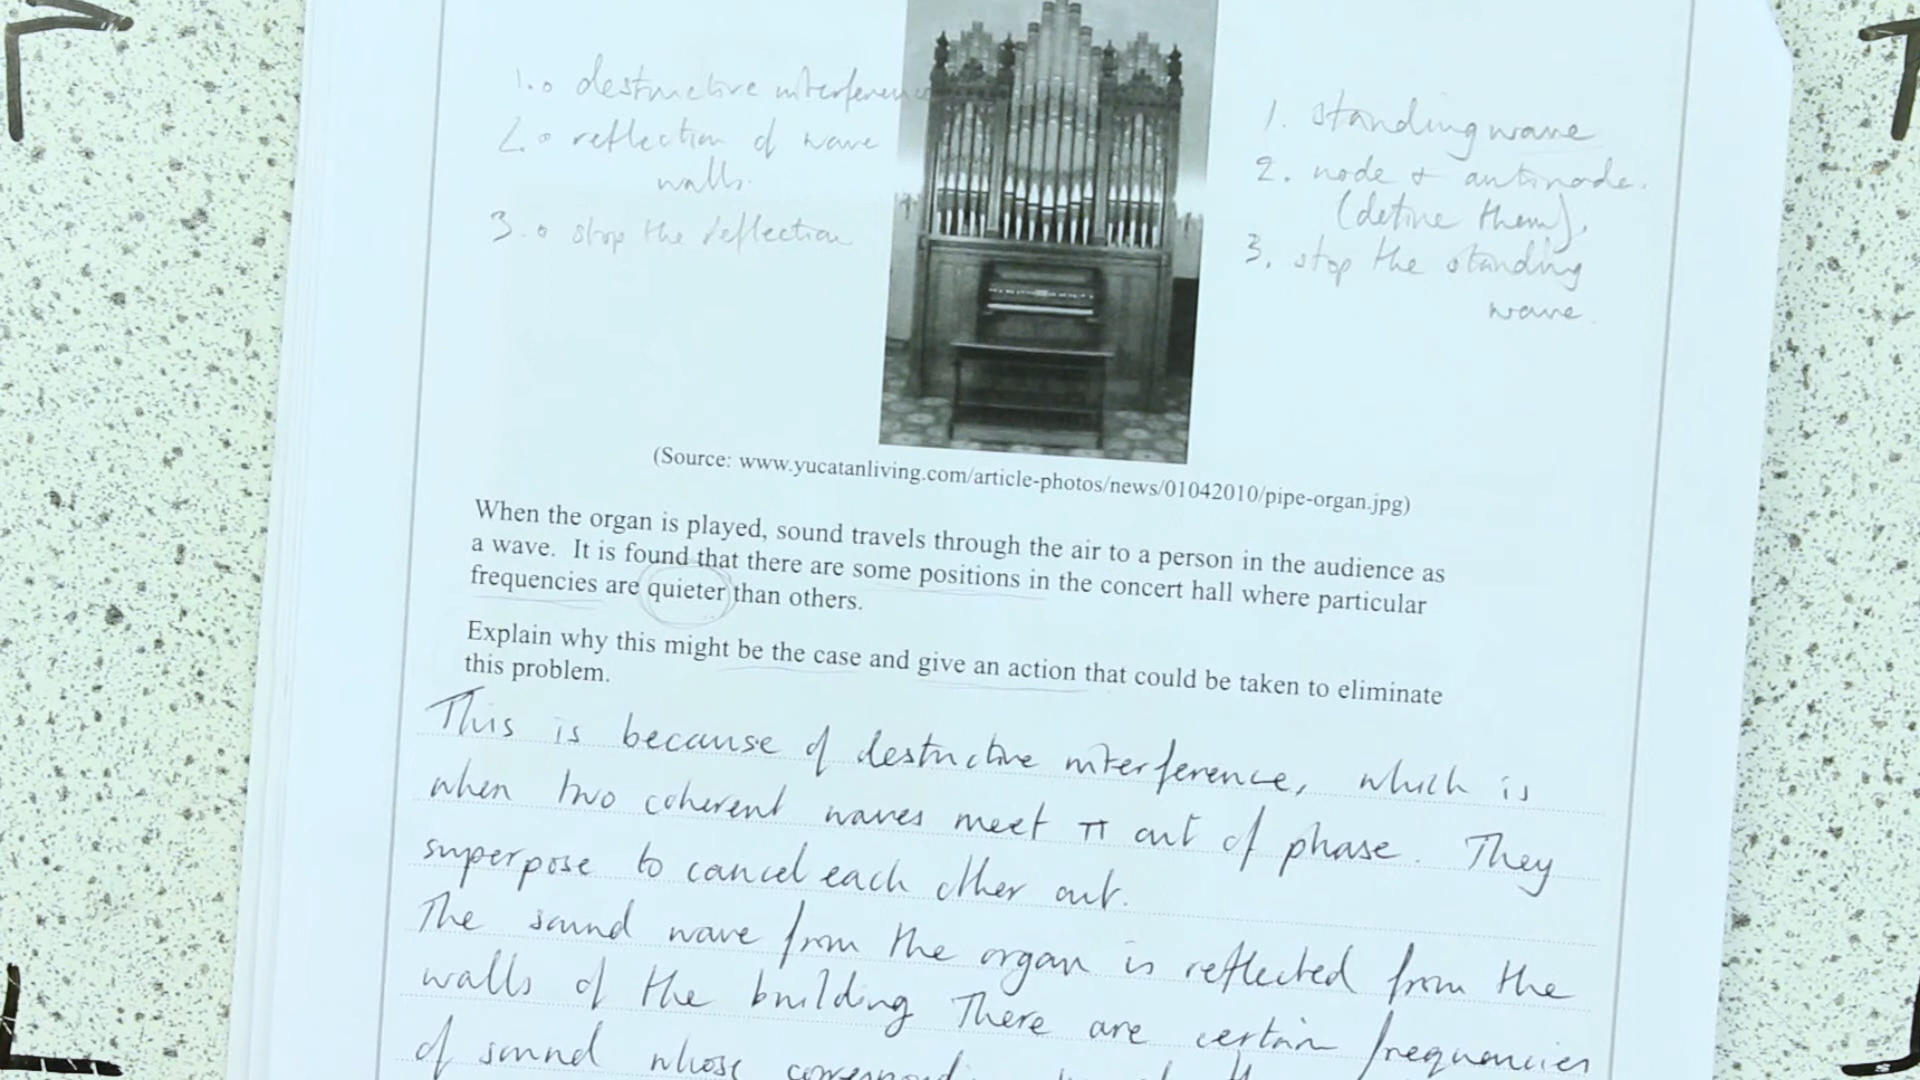 1. destructive interference
2. reflection of wave
walls.
3. stop the reflection
1. standing wave
2. node + antinode.
(define them),
3. stop the standing
wave.
(Source: www.yucatanliving.com/article-photos/news/01042010/pipe-organ.jpg)
When the organ is played, sound travels through the air to a person in the audience as
a wave. It is found that there are some positions in the concert hall where particular
frequencies are quieter than others.
Explain why this might be the case and give an action that could be taken to eliminate
this problem.
This is because of destructive interference, which is
when two coherent waves meet π out of phase. They
superpose to cancel each other out.
The sound wave from the organ is reflected from the
walls of the building There are certain frequencies
of sound whose